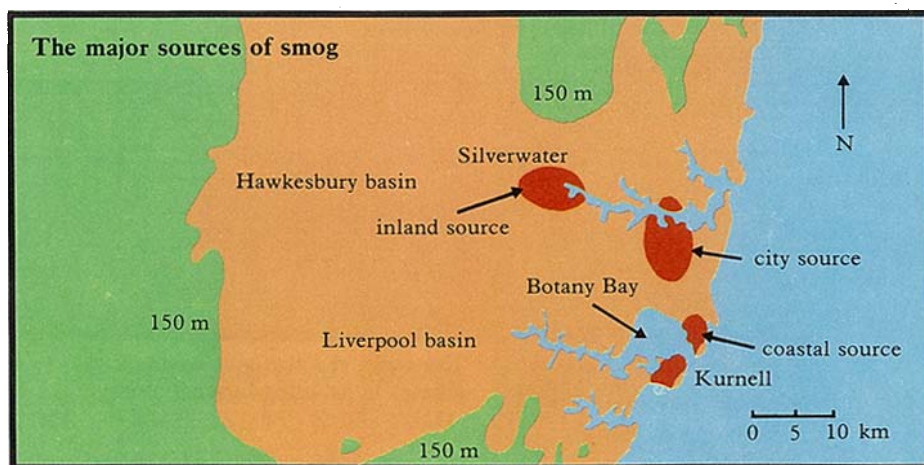 The major sources of smog
150 m
N
Silverwater
Hawkesbury basin
inland source
city source
Botany Bay
150 m
Liverpool basin
coastal source
Kurnell
0 5 10 km
150 m